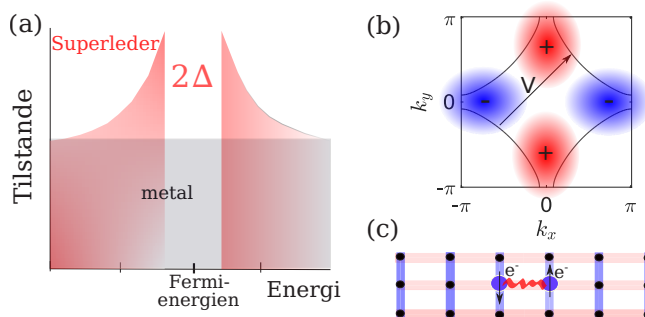 (a)
Superleder
2Δ
metal
Tilstande
Fermi-
energien
Energi
(b)
π
k_y
0
-π
+
-
V
-
+
-π
0
π
k_x
(c)
e⁻
e⁻